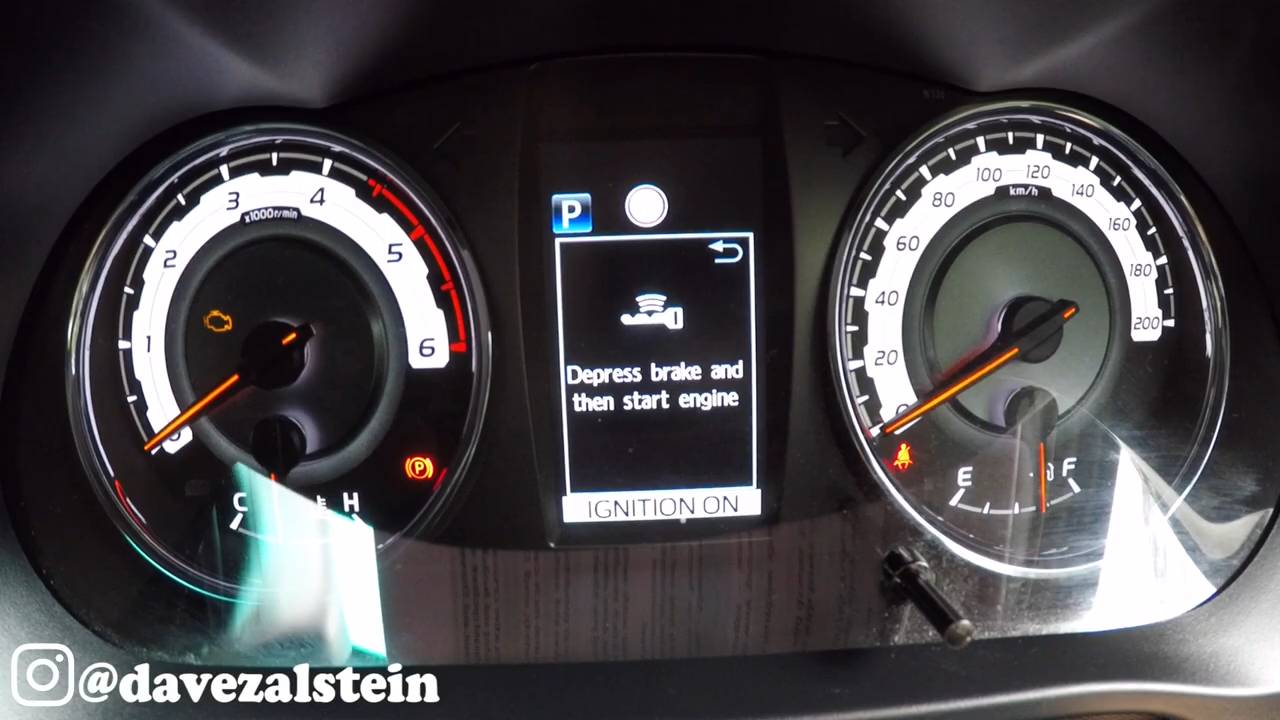 1
2
3
4
5
6
x1000r/min
C
H
P
P
Depress brake and
then start engine
IGNITION ON
0
20
40
60
80
100
120
140
160
180
200
km/h
E
F
@davezalstein